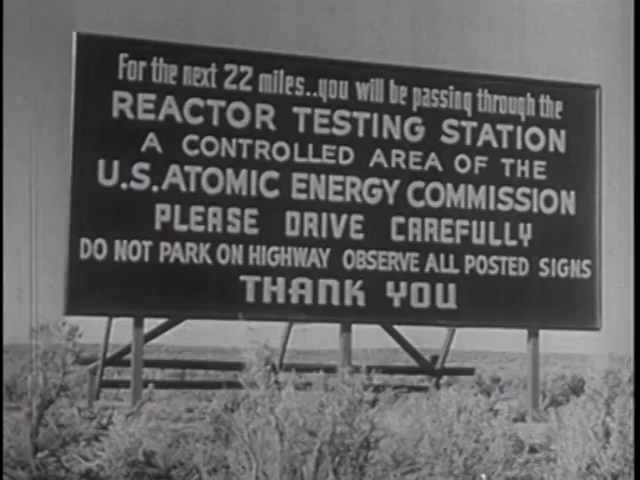 For the next 22 miles..you will be passing through the
REACTOR TESTING STATION
A CONTROLLED AREA OF THE
U.S. ATOMIC ENERGY COMMISSION
PLEASE DRIVE CAREFULLY
DO NOT PARK ON HIGHWAY OBSERVE ALL POSTED SIGNS
THANK YOU